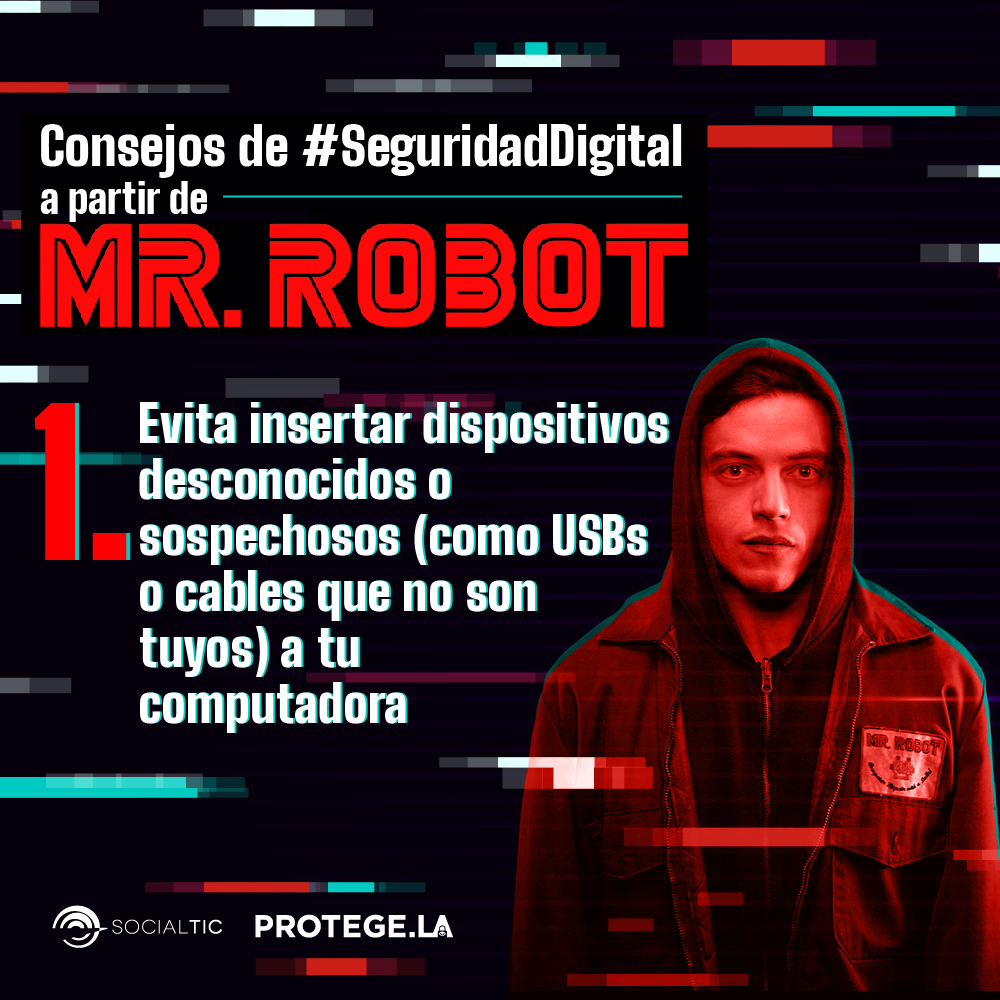 Consejos de #SeguridadDigital
a partir de
MR. ROBOT
1.
Evita insertar dispositivos
desconocidos o
sospechosos (como USBs
o cables que no son
tuyos) a tu
computadora
MR. ROBOT
SOCIALTIC PROTEGE.LA